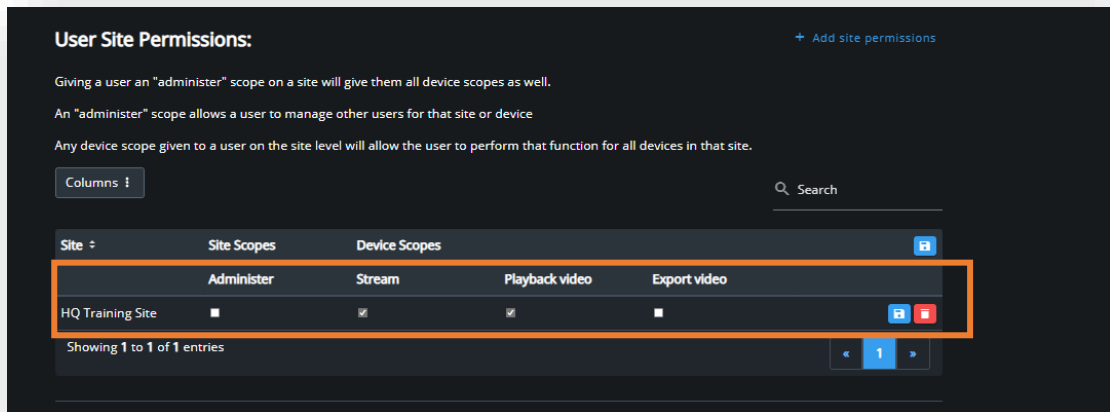 User Site Permissions:
+ Add site permissions
Giving a user an "administer" scope on a site will give them all device scopes as well.
An "administer" scope allows a user to manage other users for that site or device
Any device scope given to a user on the site level will allow the user to perform that function for all devices in that site.
Columns
Search
Site Site Scopes Device Scopes
Administer Stream Playback video Export video
HQ Training Site
Showing 1 to 1 of 1 entries
« 1 »